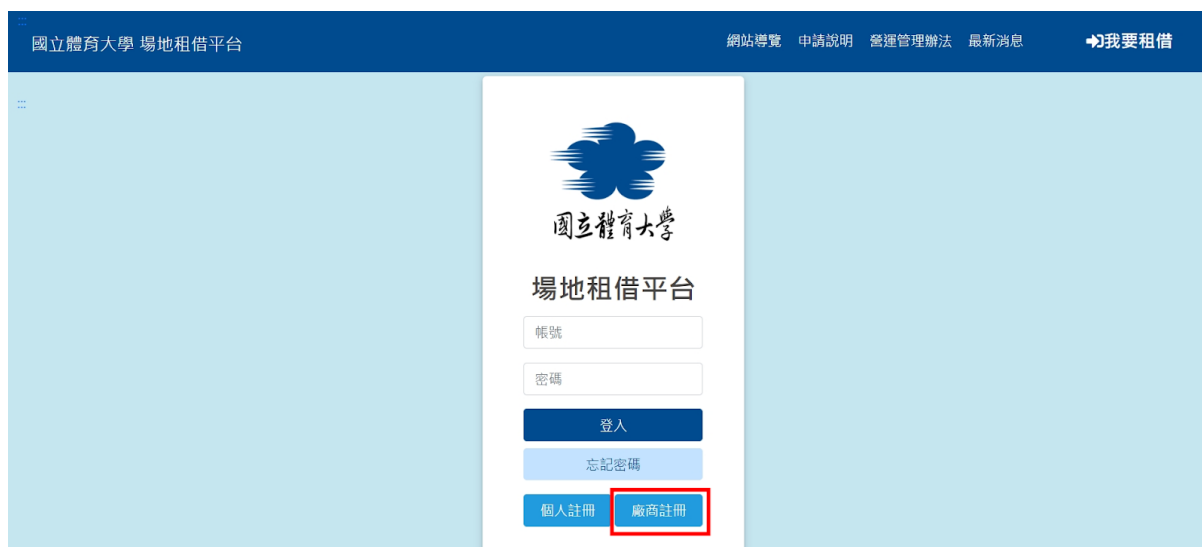 :::
國立體育大學 場地租借平台
網站導覽 申請說明 營運管理辦法 最新消息 我要租借
:::
國立體育大學
場地租借平台
帳號
密碼
登入
忘記密碼
個人註冊 廠商註冊